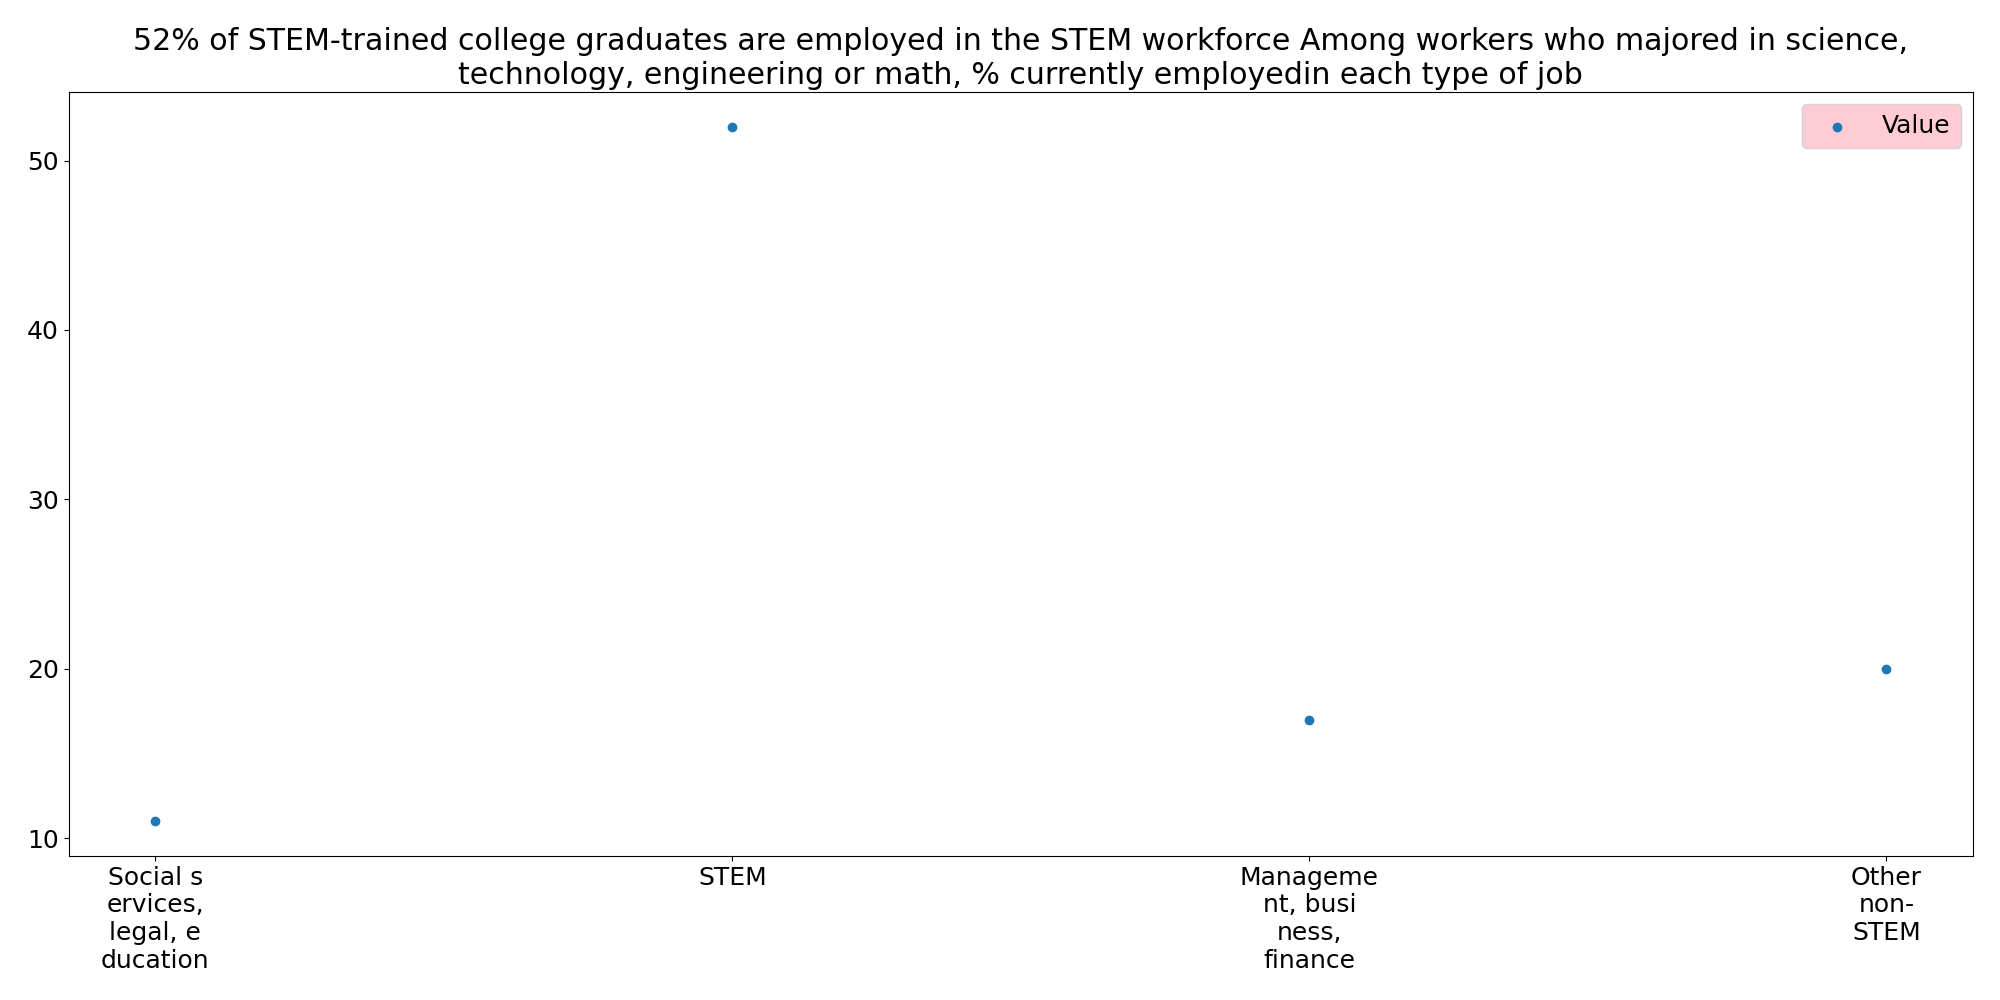 52% of STEM-trained college graduates are employed in the STEM workforce Among workers who majored in science,
technology, engineering or math, % currently employedin each type of job
Value
50
40
30
20
10
Social s
ervices,
legal, e
ducation
STEM
Manageme
nt, busi
ness,
finance
Other
non-
STEM